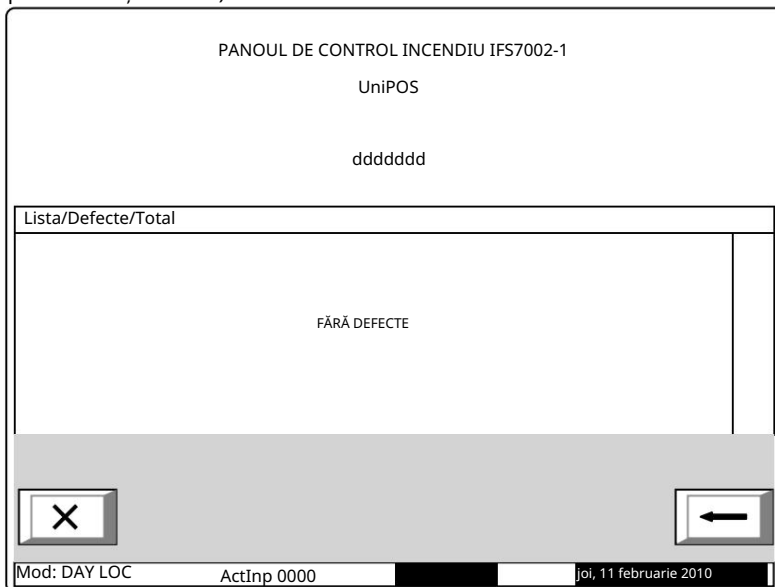 PANOUL DE CONTROL INCENDIU IFS7002-1
UniPOS
ddddddd
Lista/Defecte/Total
FĂRĂ DEFECTE
Mod: DAY LOC ActInp 0000 joi, 11 februarie 2010